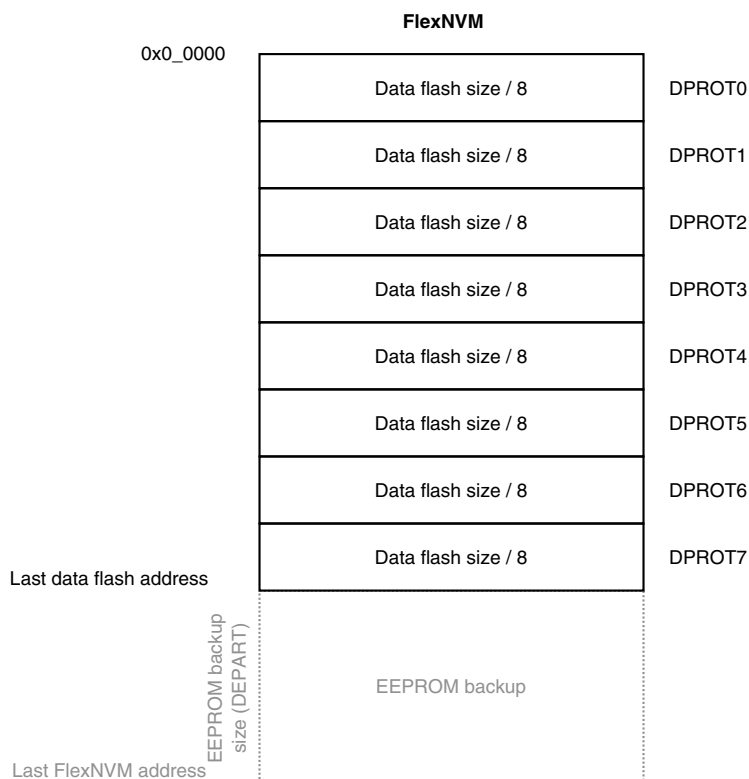 FlexNVM
0x0_0000
Data flash size / 8 DPROT0
Data flash size / 8 DPROT1
Data flash size / 8 DPROT2
Data flash size / 8 DPROT3
Data flash size / 8 DPROT4
Data flash size / 8 DPROT5
Data flash size / 8 DPROT6
Data flash size / 8 DPROT7
Last data flash address
EEPROM backup
size (DEPART)
EEPROM backup
Last FlexNVM address